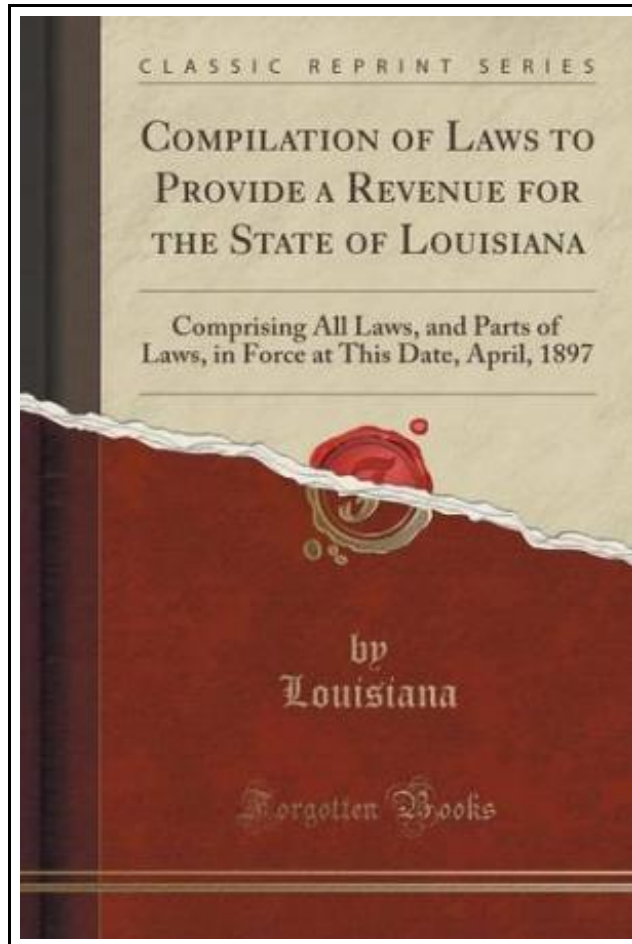 CLASSIC REPRINT SERIES
COMPILATION OF LAWS TO
PROVIDE A REVENUE FOR
THE STATE OF LOUISIANA
Comprising All Laws, and Parts of
Laws, in Force at This Date, April, 1897
by
Louisiana
Forgotten Books